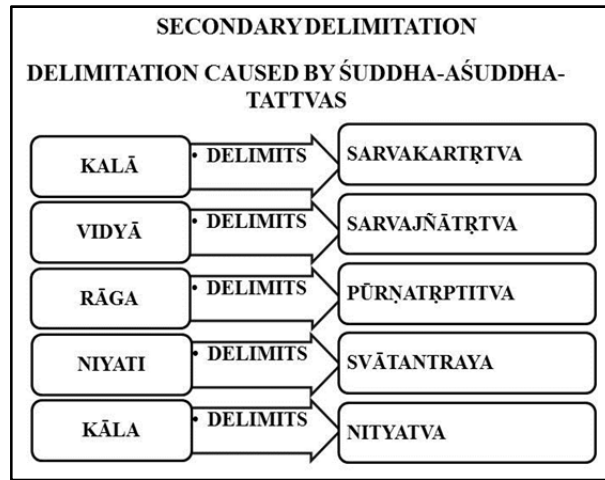 SECONDARY DELIMITATION
DELIMITATION CAUSED BY ŚUDDHA-AŚUDDHA-
TATTVAS
KALĀ • DELIMITS SARVAKARTṚTVA
VIDYĀ • DELIMITS SARVAJÑĀTṚTVA
RĀGA • DELIMITS PŪRṆATṚPTITVA
NIYATI • DELIMITS SVĀTANTRAYA
KĀLA • DELIMITS NITYATVA